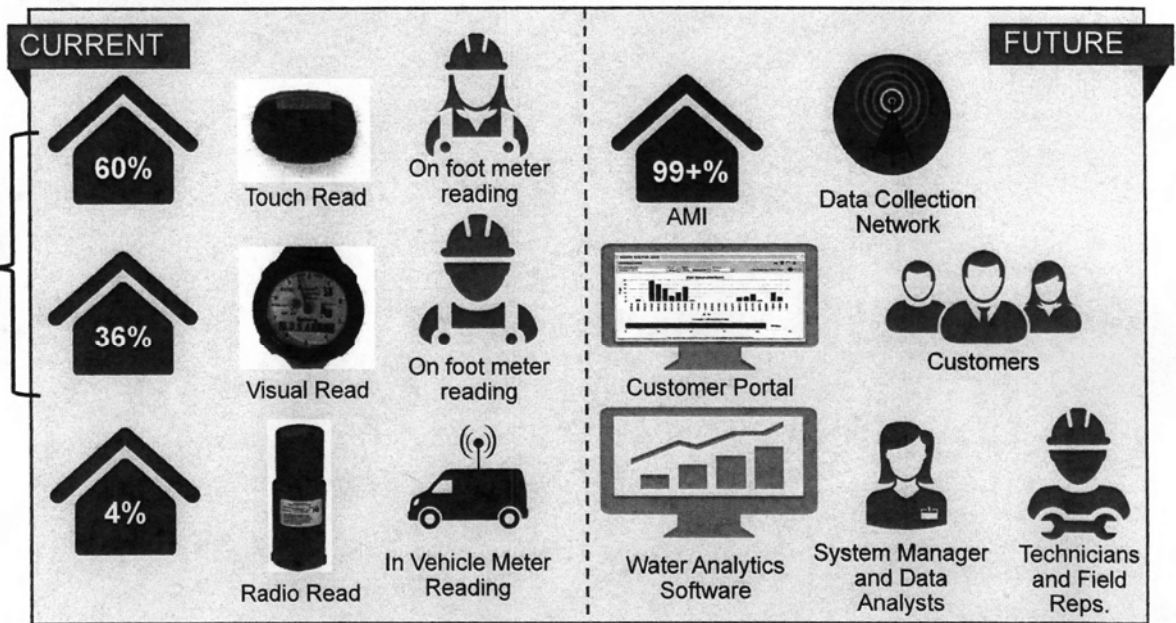 CURRENT
FUTURE
60%
Touch Read
On foot meter
reading
36%
Visual Read
On foot meter
reading
4%
Radio Read
In Vehicle Meter
Reading
99+%
AMI
Data Collection
Network
Customer Portal
Customers
Water Analytics
Software
System Manager
and Data
Analysts
Technicians
and Field
Reps.